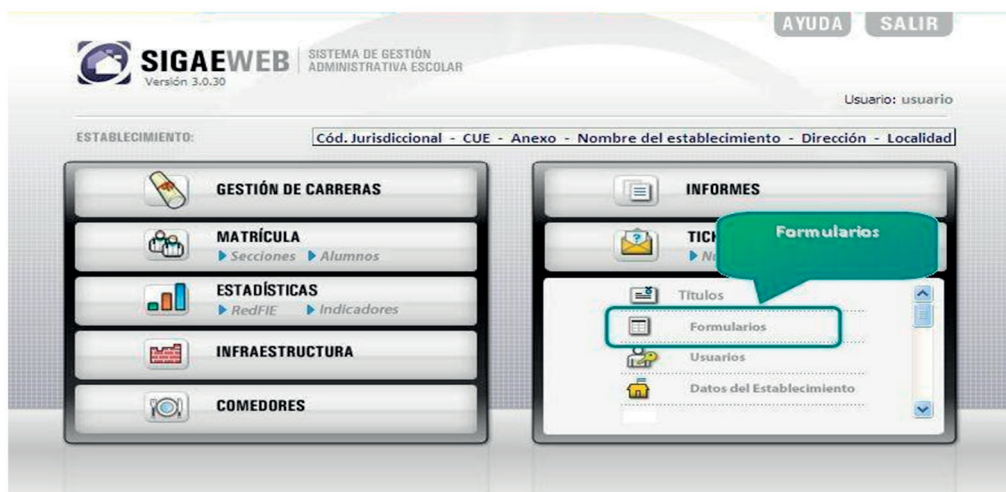 AYUDA SALIR
SIGAEWEB
Versión 3.0.30
SISTEMA DE GESTIÓN
ADMINISTRATIVA ESCOLAR
Usuario: usuario
ESTABLECIMIENTO:
Cód. Jurisdiccional - CUE - Anexo - Nombre del establecimiento - Dirección - Localidad
GESTIÓN DE CARRERAS
MATRÍCULA
Secciones Alumnos
ESTADÍSTICAS
RedFIE Indicadores
INFRAESTRUCTURA
COMEDORES
INFORMES
Formularios
Títulos
Formularios
Usuarios
Datos del Establecimiento